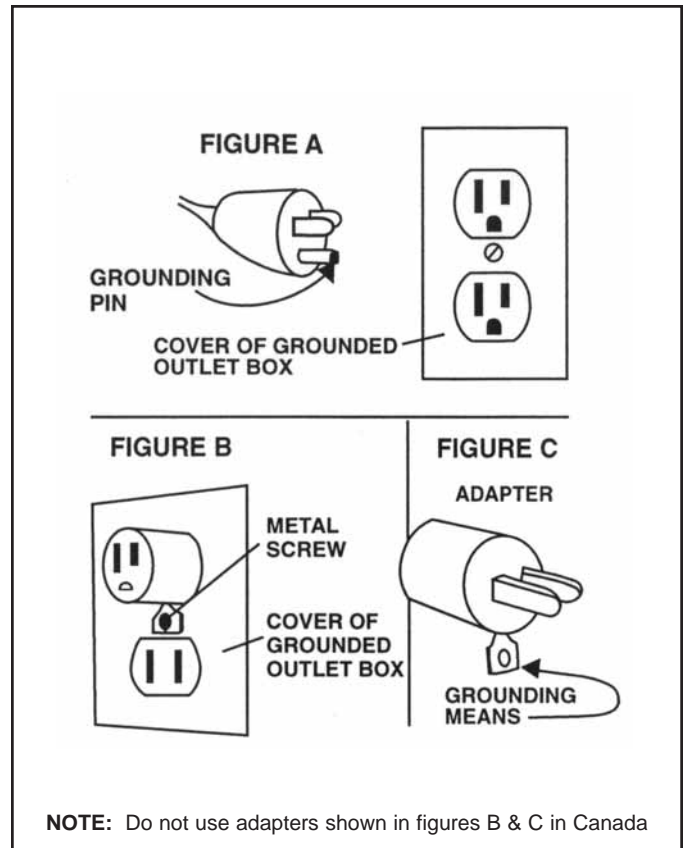 FIGURE A
GROUNDING
PIN
COVER OF GROUNDED
OUTLET BOX
FIGURE B
METAL
SCREW
COVER OF
GROUNDED
OUTLET BOX
FIGURE C
ADAPTER
GROUNDING
MEANS
NOTE: Do not use adapters shown in figures B & C in Canada